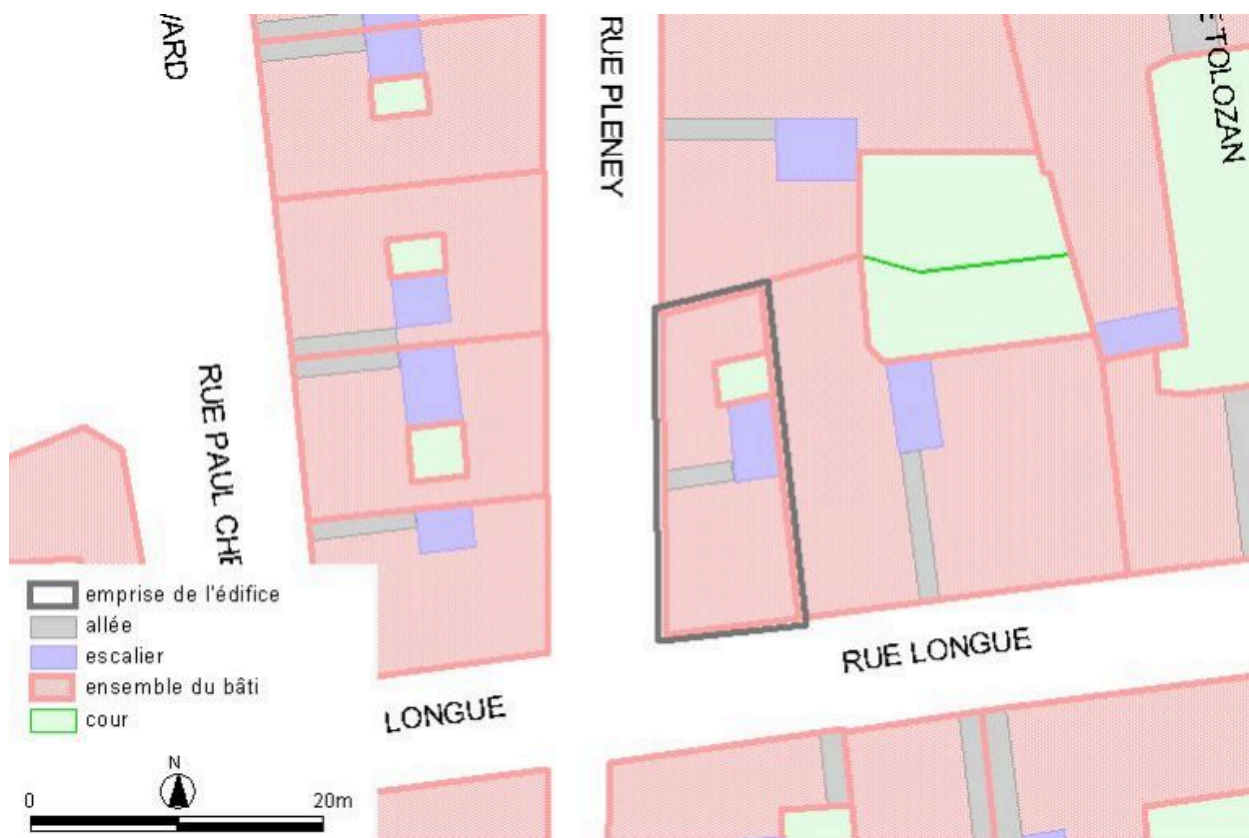 VARD
RUE PLENEY
E TOLOZAN
RUE PAUL CHE
RUE LONGUE
LONGUE
emprise de l'édifice
allée
escalier
ensemble du bâti
cour
N
0 20m